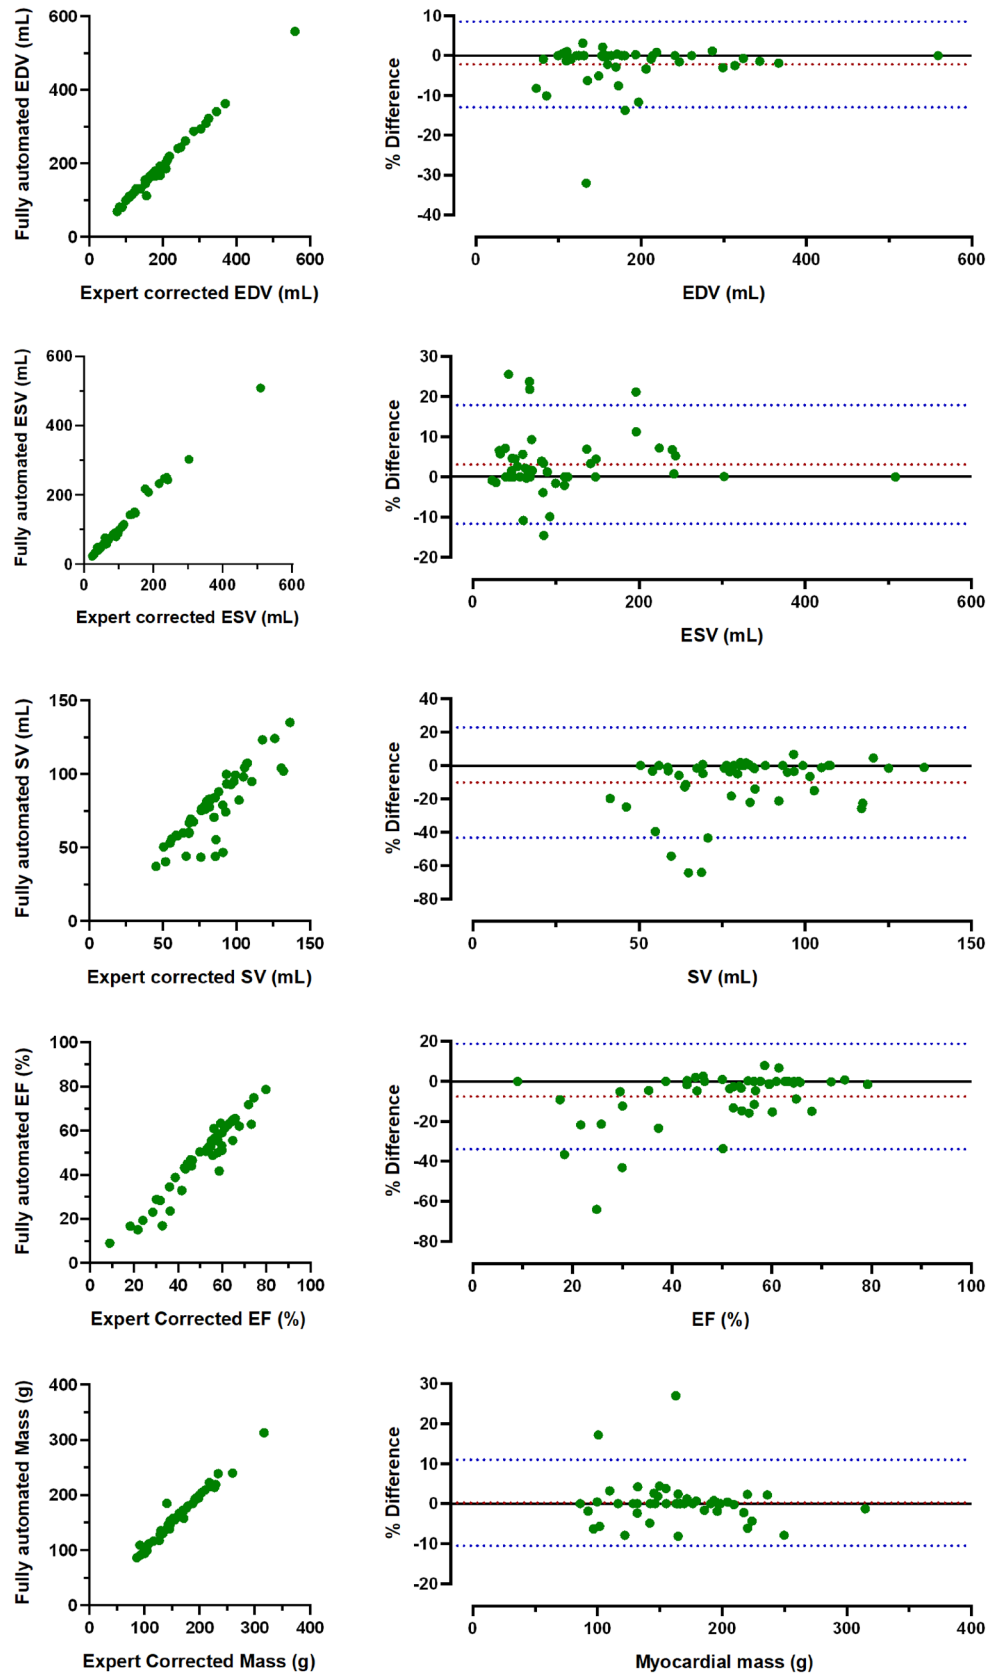 Fully automated EDV (mL)
600
400
200
0
0 200 400 600
Expert corrected EDV (mL)
% Difference
10
0
-10
-20
-30
-40
0 200 400 600
EDV (mL)
Fully automated ESV (mL)
600
400
200
0
0 200 400 600
Expert corrected ESV (mL)
% Difference
30
20
10
0
-10
-20
0 200 400 600
ESV (mL)
Fully automated SV (mL)
150
100
50
0
0 50 100 150
Expert corrected SV (mL)
% Difference
40
20
0
-20
-40
-60
-80
0 50 100 150
SV (mL)
Fully automated EF (%)
100
80
60
40
20
0
0 20 40 60 80 100
Expert Corrected EF (%)
% Difference
20
0
-20
-40
-60
-80
0 20 40 60 80 100
EF (%)
Fully automated Mass (g)
400
300
200
100
0
0 100 200 300 400
Expert Corrected Mass (g)
% Difference
30
20
10
0
-10
-20
0 100 200 300 400
Myocardial mass (g)